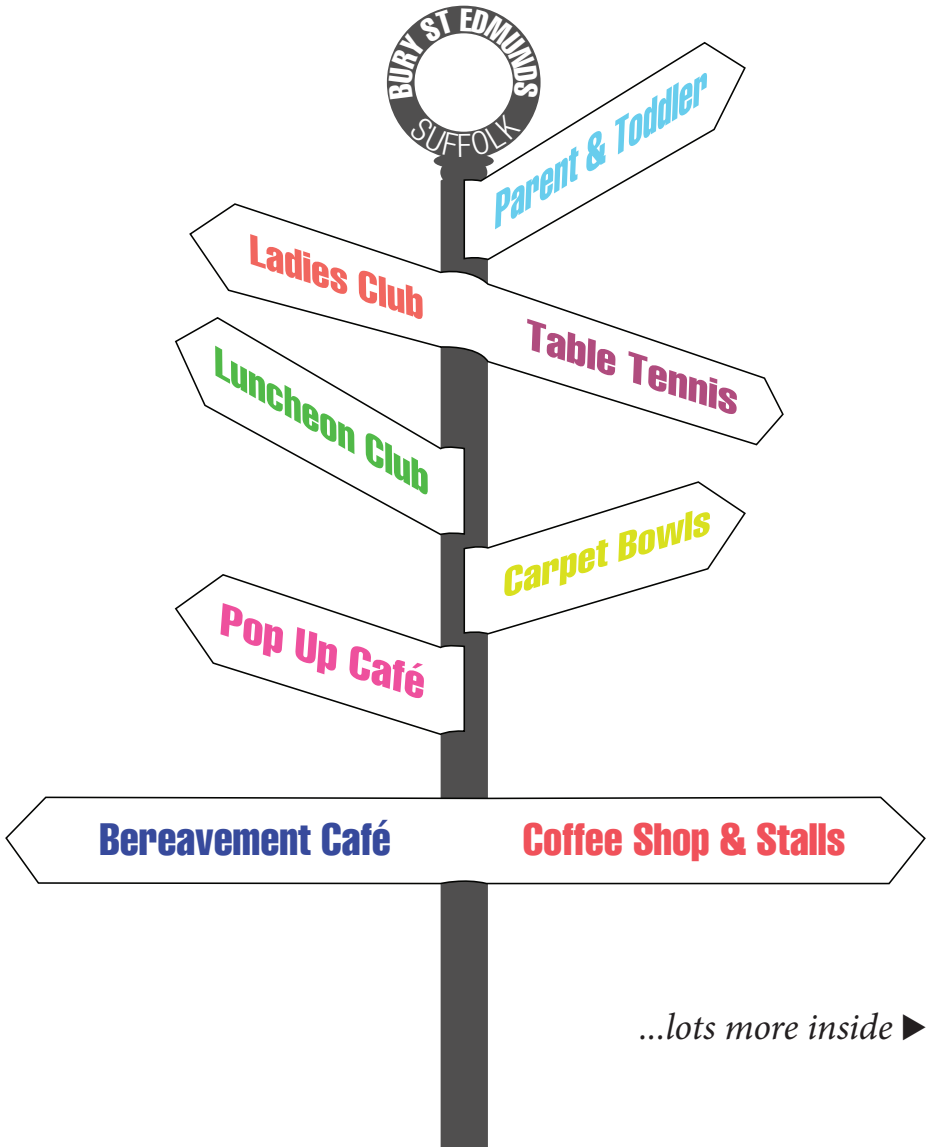 BURY ST EDMUNDS
SUFFOLK
Parent & Toddler
Ladies Club
Table Tennis
Luncheon Club
Carpet Bowls
Pop Up Café
Bereavement Café
Coffee Shop & Stalls
...lots more inside ▶